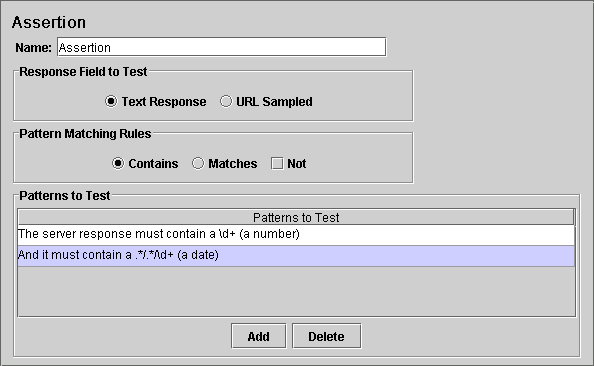 Assertion
Name: Assertion
Response Field to Test
Text Response URL Sampled
Pattern Matching Rules
Contains Matches Not
Patterns to Test
Patterns to Test
The server response must contain a \d+ (a number)
And it must contain a .*/.*/\d+ (a date)
Add Delete